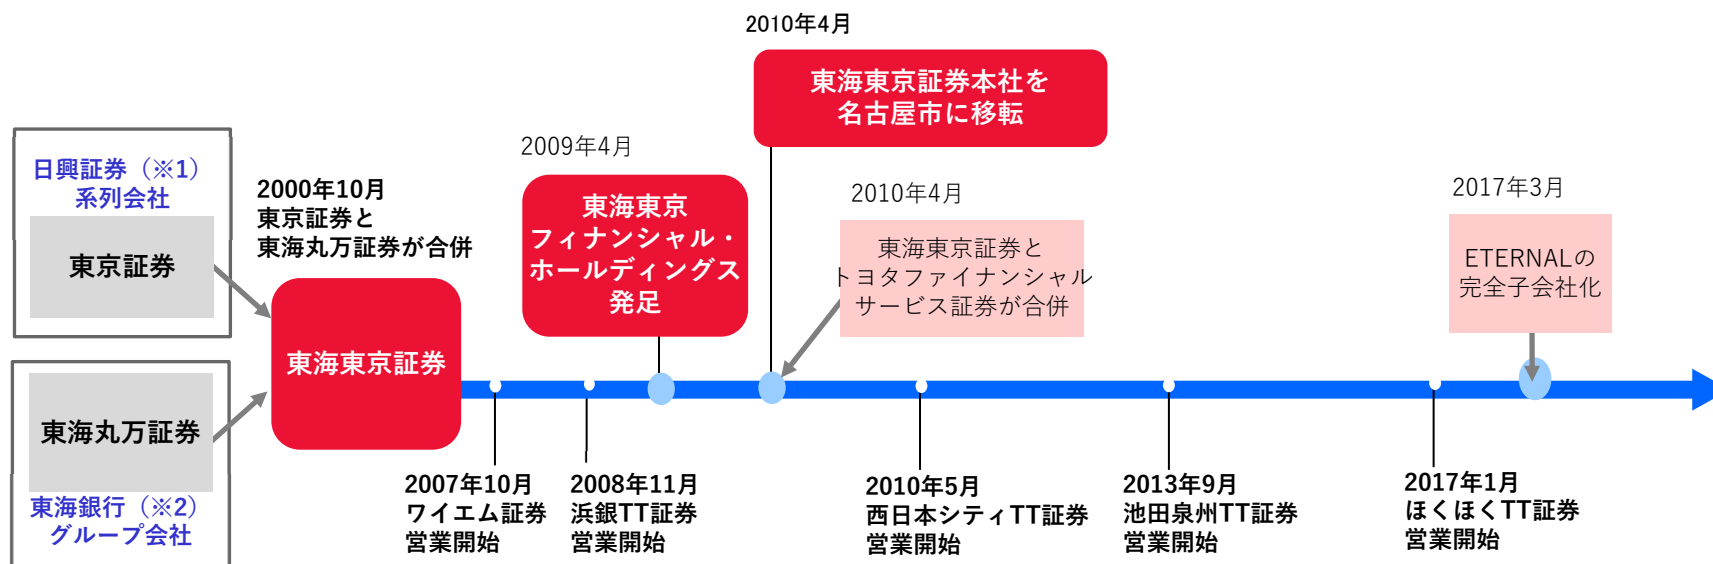 日興証券（※1）
系列会社
東京証券
東海丸万証券
東海銀行（※2）
グループ会社
2000年10月
東京証券と
東海丸万証券が合併
東海東京証券
2009年4月
東海東京
フィナンシャル・
ホールディングス
発足
2010年4月
東海東京証券本社を
名古屋市に移転
2010年4月
東海東京証券と
トヨタファイナンシャル
サービス証券が合併
2017年3月
ETERNALの
完全子会社化
2007年10月
ワイエム証券
営業開始
2008年11月
浜銀TT証券
営業開始
2010年5月
西日本シティTT証券
営業開始
2013年9月
池田泉州TT証券
営業開始
2017年1月
ほくほくTT証券
営業開始